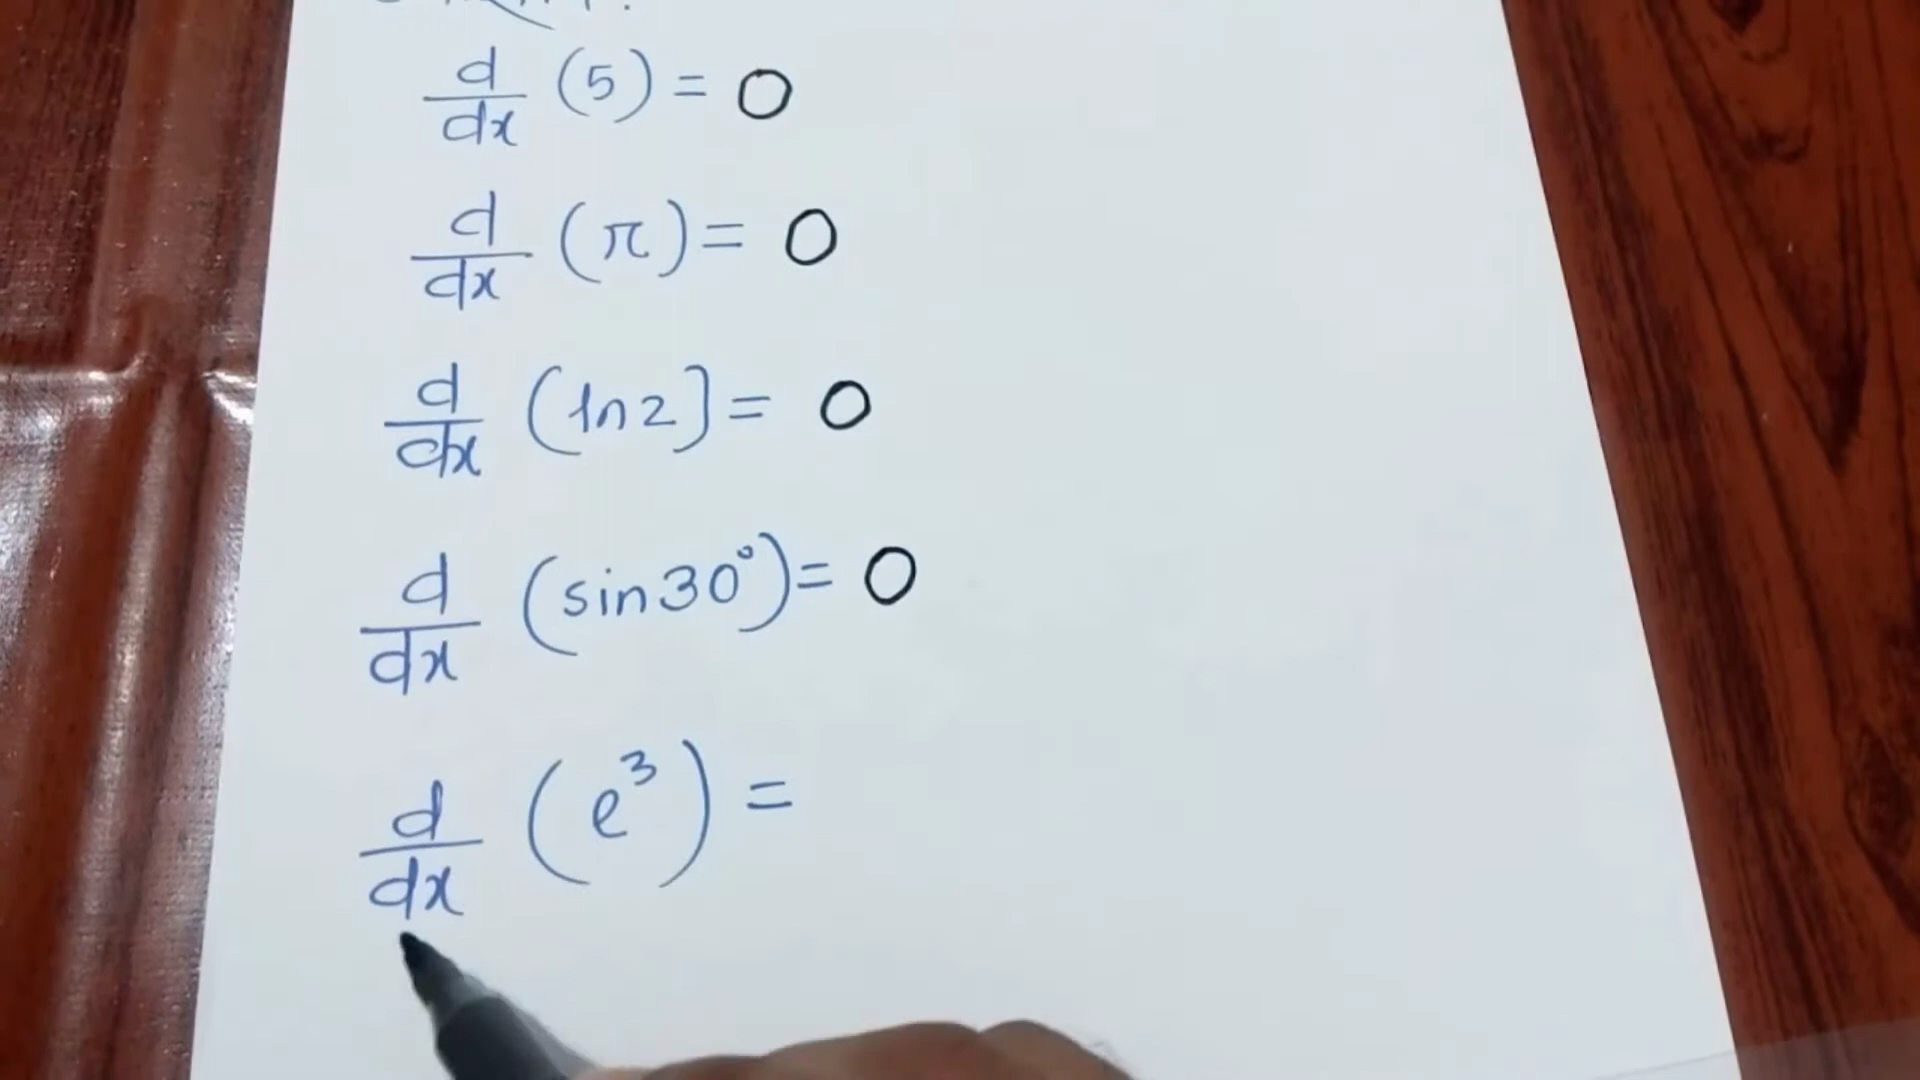 d/dx (5) = 0
d/dx (π) = 0
d/dx (ln2] = 0
d/dx (sin30°) = 0
d/dx (e³) =